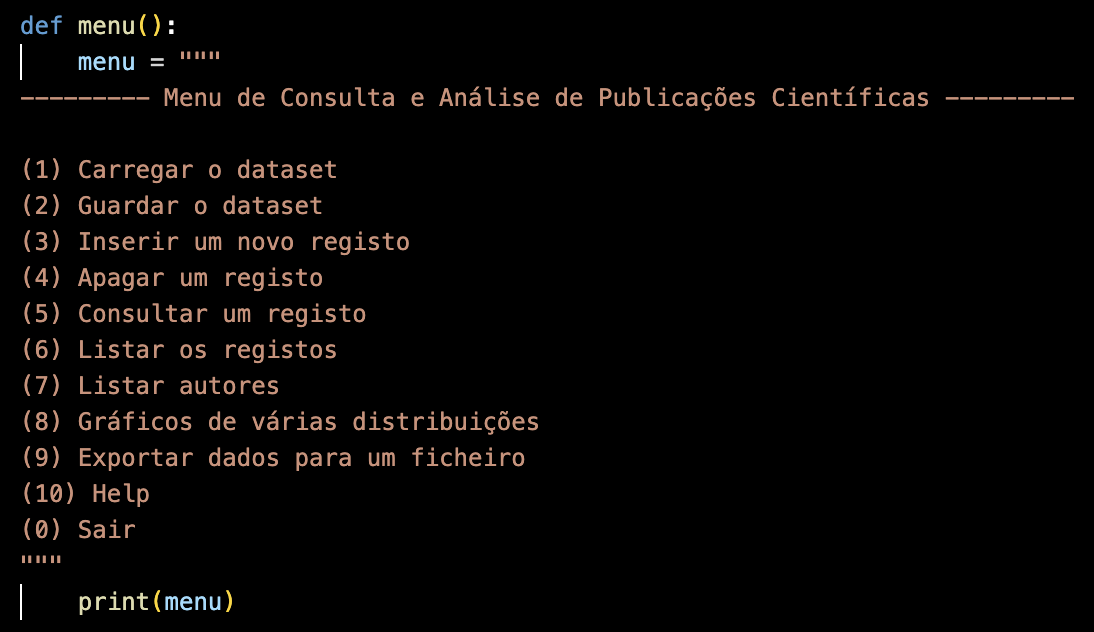 def menu():
    menu = """
--------- Menu de Consulta e Análise de Publicações Científicas ---------

(1) Carregar o dataset
(2) Guardar o dataset
(3) Inserir um novo registo
(4) Apagar um registo
(5) Consultar um registo
(6) Listar os registos
(7) Listar autores
(8) Gráficos de várias distribuições
(9) Exportar dados para um ficheiro
(10) Help
(0) Sair
"""
    print(menu)